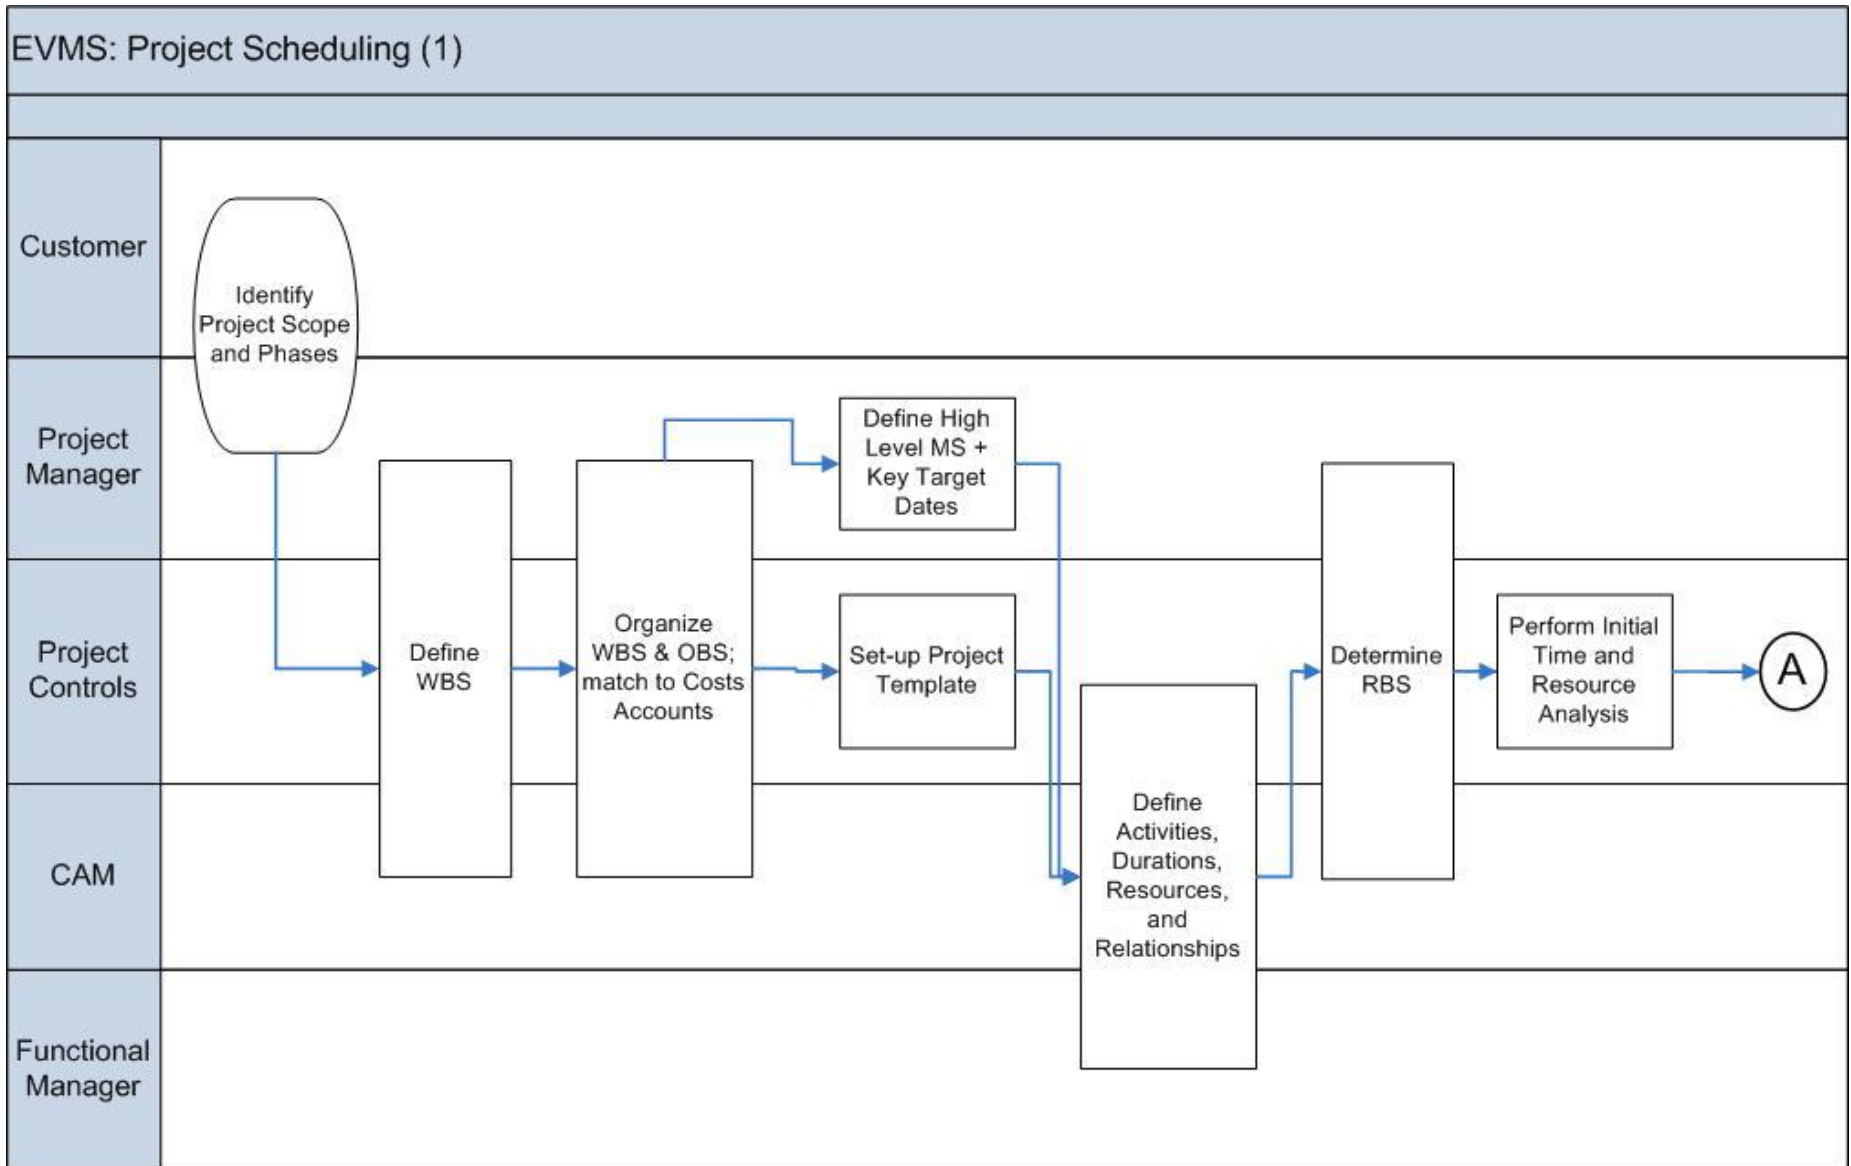 EVMS: Project Scheduling (1)
Customer
Identify
Project Scope
and Phases
Project
Manager
Define High
Level MS +
Key Target
Dates
Project
Controls
Define
WBS
Organize
WBS & OBS;
match to Costs
Accounts
Set-up Project
Template
Determine
RBS
Perform Initial
Time and
Resource
Analysis
A
CAM
Define
Activities,
Durations,
Resources,
and
Relationships
Functional
Manager